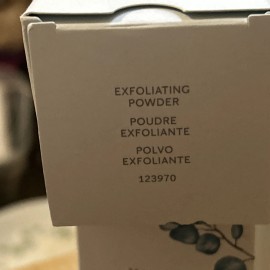 EXFOLIATING
POWDER
POUDRE
EXFOLIANTE
POLVO
EXFOLIANTE
123970